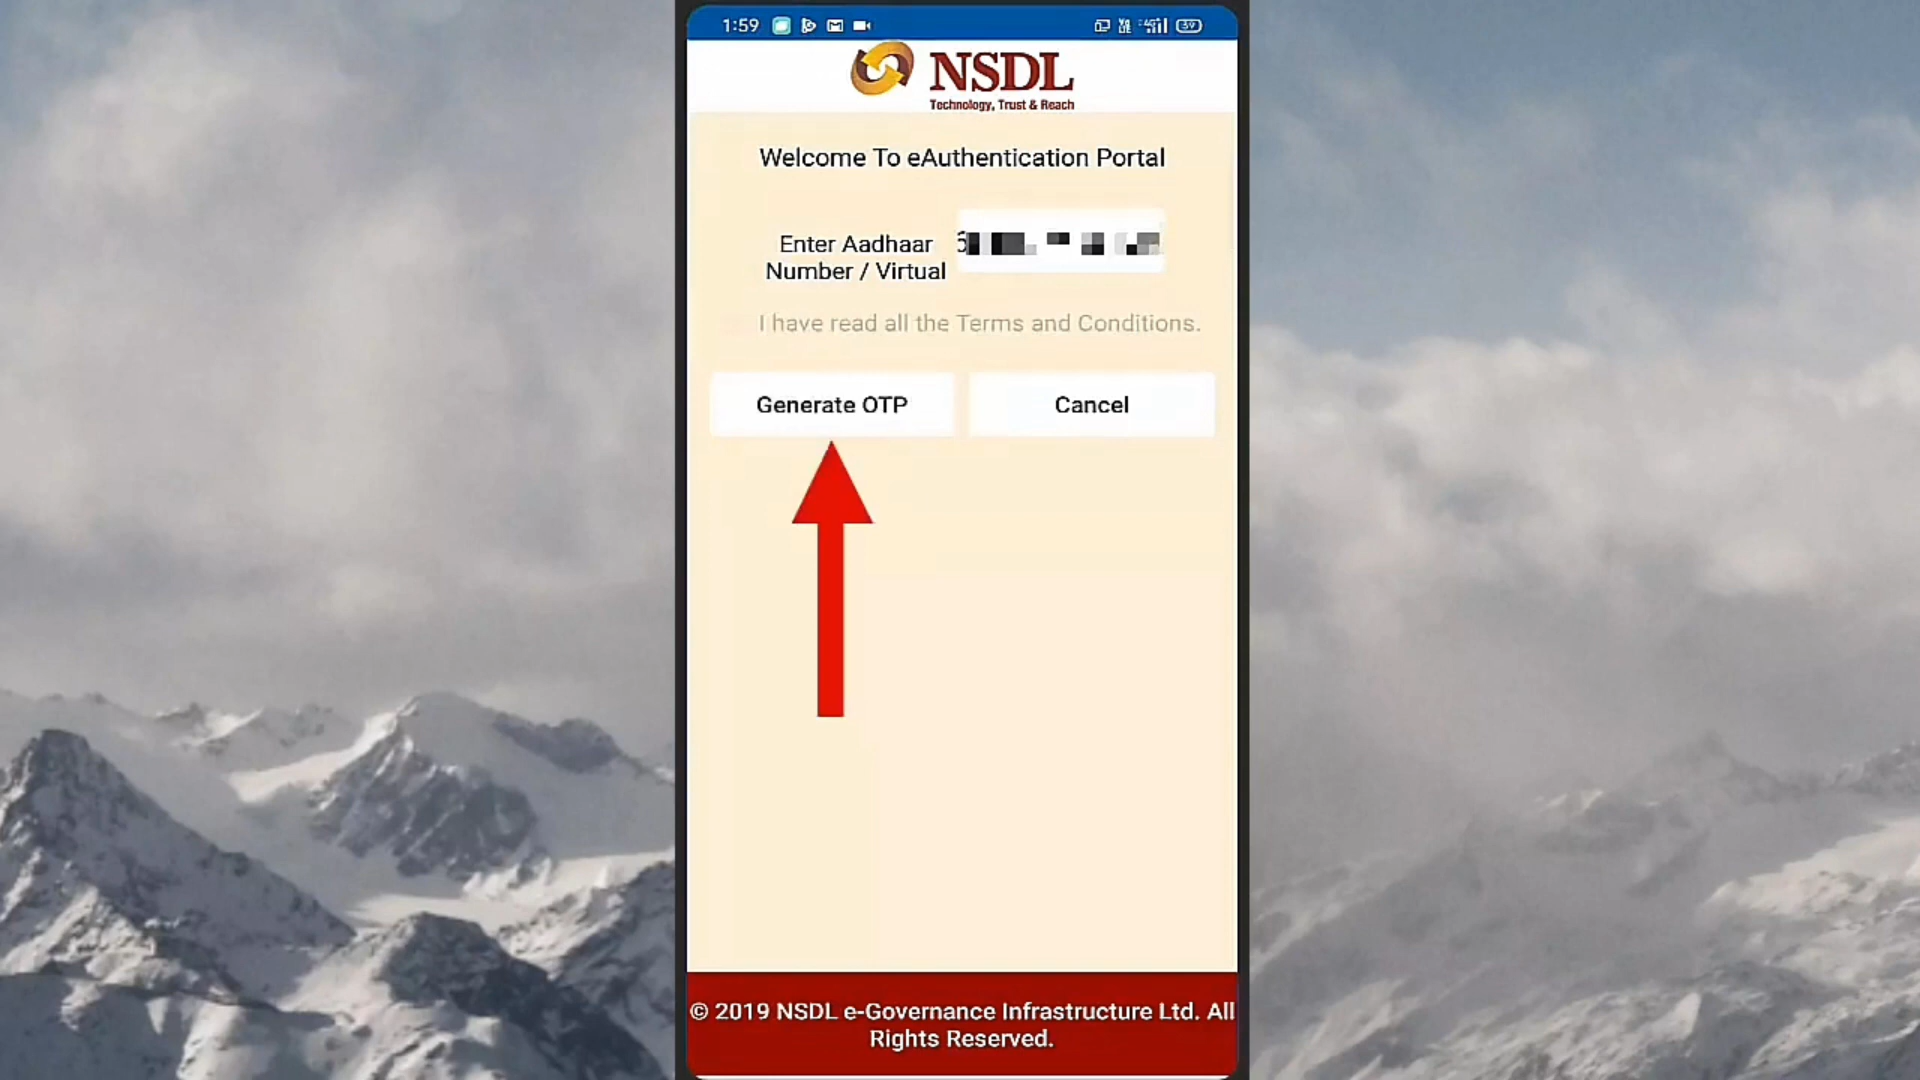 1:59
NSDL
Technology, Trust & Reach
Welcome To eAuthentication Portal
Enter Aadhaar
Number / Virtual
I have read all the Terms and Conditions.
Generate OTP
Cancel
© 2019 NSDL e-Governance Infrastructure Ltd. All
Rights Reserved.